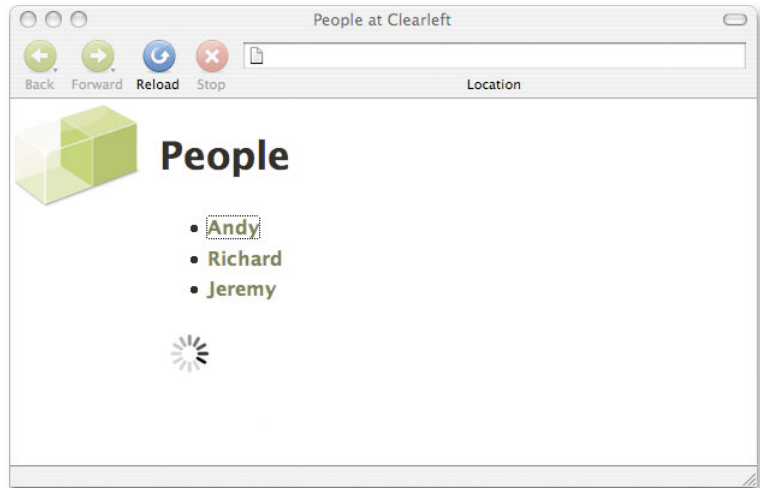 People at Clearleft
Back Forward Reload Stop
Location
People
• Andy
• Richard
• Jeremy